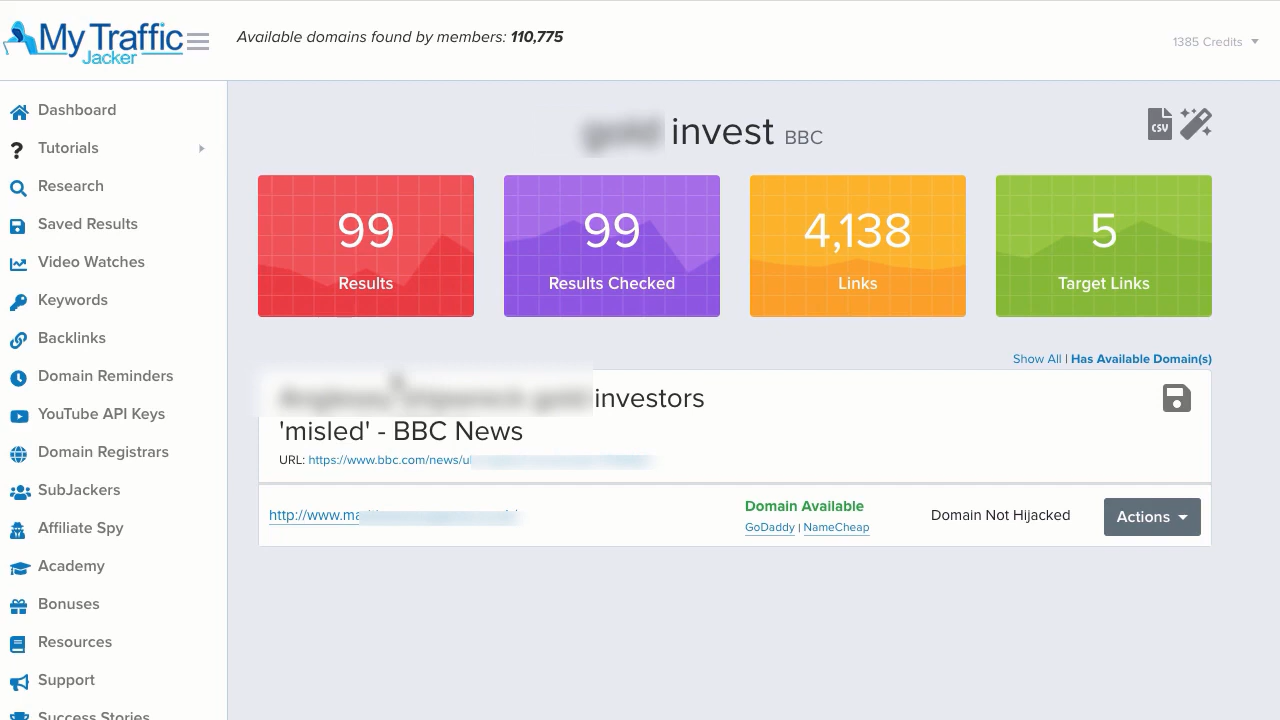 My Traffic
Jacker
Available domains found by members: 110,775
1385 Credits
Dashboard
Tutorials
Research
Saved Results
Video Watches
Keywords
Backlinks
Domain Reminders
YouTube API Keys
Domain Registrars
SubJackers
Affiliate Spy
Academy
Bonuses
Resources
Support
Success Stories
invest BBC
CSV
99
Results
99
Results Checked
4,138
Links
5
Target Links
Show All | Has Available Domain(s)
investors
'misled' - BBC News
URL: https://www.bbc.com/news/u
http://www.ma
Domain Available
GoDaddy | NameCheap
Domain Not Hijacked
Actions